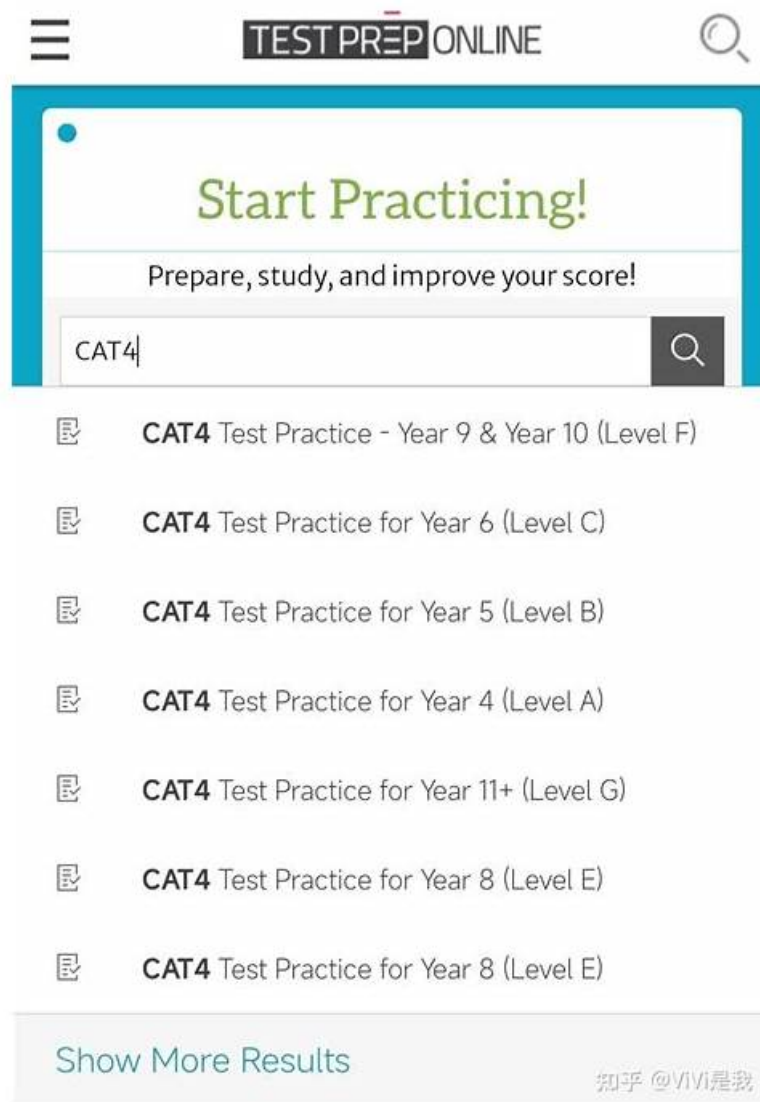 TEST PREP ONLINE
Start Practicing!
Prepare, study, and improve your score!
CAT4
CAT4 Test Practice - Year 9 & Year 10 (Level F)
CAT4 Test Practice for Year 6 (Level C)
CAT4 Test Practice for Year 5 (Level B)
CAT4 Test Practice for Year 4 (Level A)
CAT4 Test Practice for Year 11+ (Level G)
CAT4 Test Practice for Year 8 (Level E)
CAT4 Test Practice for Year 8 (Level E)
Show More Results
知乎 @ViVi是我